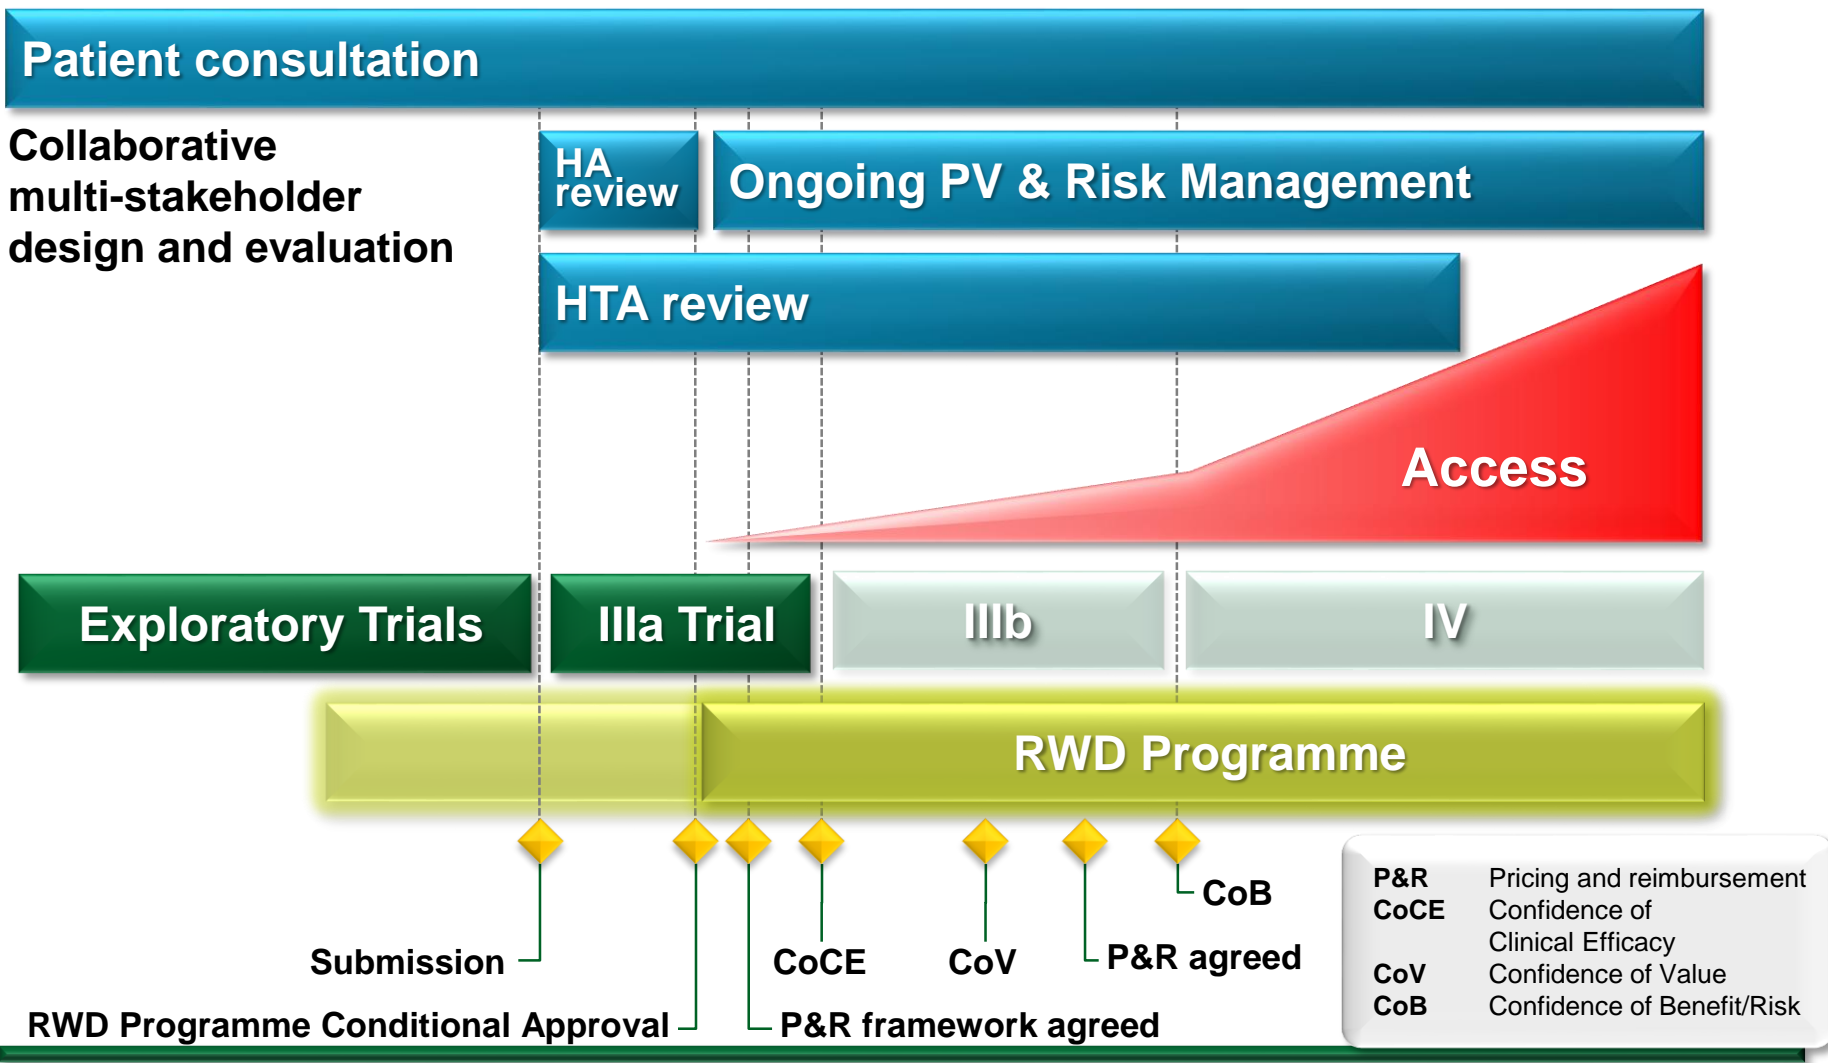 Patient consultation
Collaborative
multi-stakeholder
design and evaluation
HA
review
Ongoing PV & Risk Management
HTA review
Access
Exploratory Trials
IIIa Trial
IIIb
IV
RWD Programme
CoB
Submission
CoCE
CoV
P&R agreed
RWD Programme Conditional Approval
P&R framework agreed
P&R Pricing and reimbursement
CoCE Confidence of
Clinical Efficacy
CoV Confidence of Value
CoB Confidence of Benefit/Risk